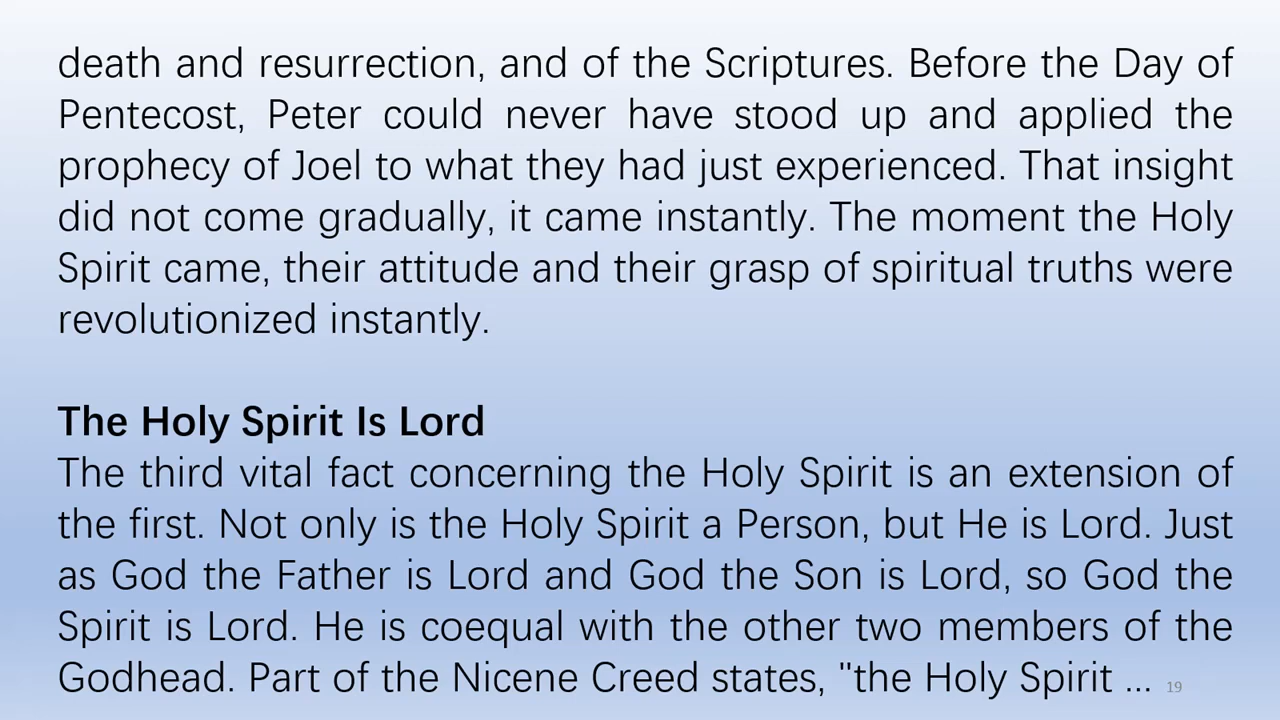 death and resurrection, and of the Scriptures. Before the Day of
Pentecost, Peter could never have stood up and applied the
prophecy of Joel to what they had just experienced. That insight
did not come gradually, it came instantly. The moment the Holy
Spirit came, their attitude and their grasp of spiritual truths were
revolutionized instantly.
The Holy Spirit Is Lord
The third vital fact concerning the Holy Spirit is an extension of
the first. Not only is the Holy Spirit a Person, but He is Lord. Just
as God the Father is Lord and God the Son is Lord, so God the
Spirit is Lord. He is coequal with the other two members of the
Godhead. Part of the Nicene Creed states, "the Holy Spirit ... 19